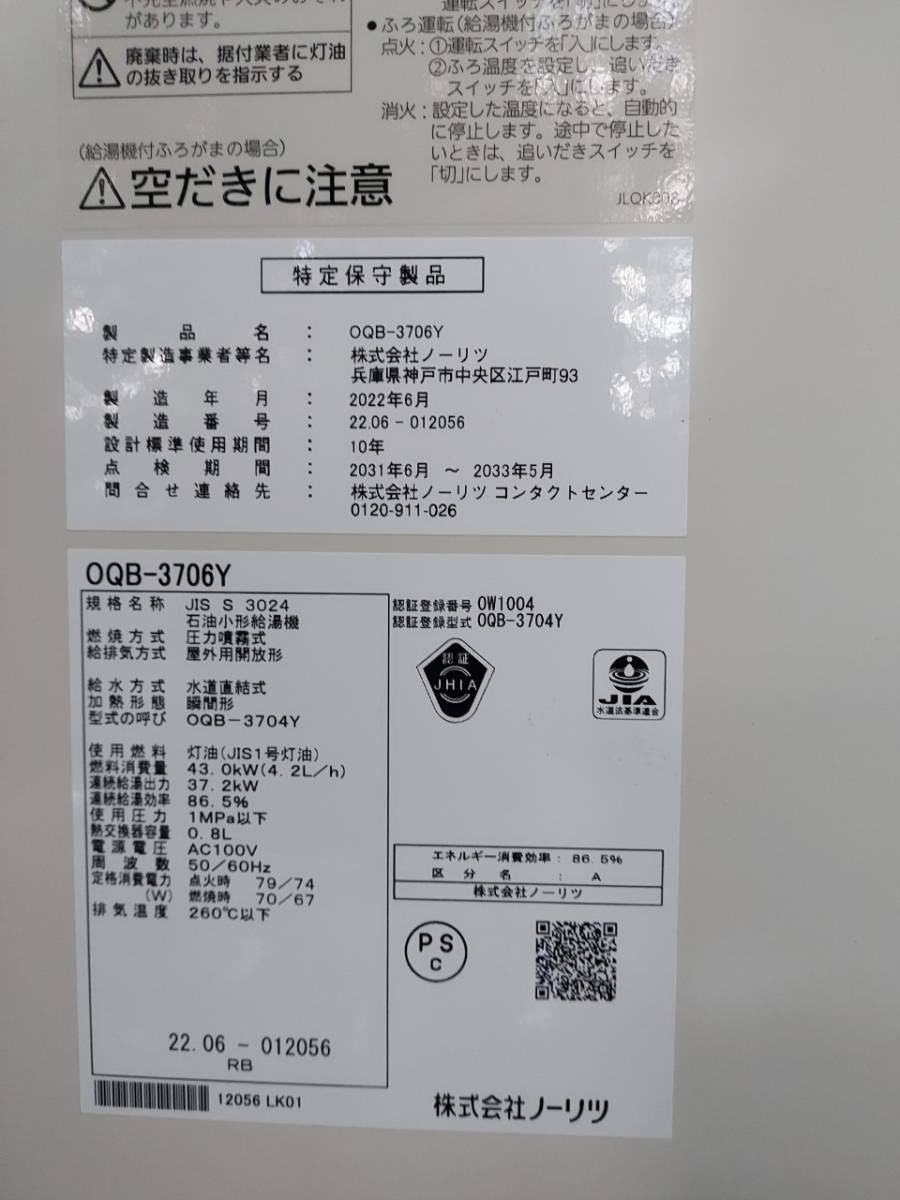 があります。
廃棄時は、据付業者に灯油
の抜き取りを指示する
(給湯機付ふろがまの場合)
空だきに注意
●ふろ運転(給湯機付ふろがまの場合)
点火:①運転スイッチを「入」にします。
②ふろ温度を設定し、追いだき
スイッチを「入」にします。
消火:設定した温度になると、自動的
に停止します。途中で停止した
いときは、追いだきスイッチを
「切」にします。
特定保守製品
製品名 : OQB-3706Y
特定製造事業者等名 : 株式会社ノーリツ
兵庫県神戸市中央区江戸町93
製造年月 : 2022年6月
製造番号 : 22.06 - 012056
設計標準使用期間 : 10年
点検期間 : 2031年6月 ～ 2033年5月
問合せ連絡先 : 株式会社ノーリツ コンタクトセンター
0120-911-026
OQB-3706Y
規格名称 JIS S 3024
石油小形給湯機
燃焼方式 圧力噴霧式
給排気方式 屋外用開放形
給水方式 水道直結式
加熱形態 瞬間形
型式の呼び OQB-3704Y
使用燃料 灯油(JIS1号灯油)
燃料消費量 43.0kW(4.2L/h)
連続給湯出力 37.2kW
連続給湯効率 86.5%
使用圧力 1MPa以下
熱交換器容量 0.8L
電源電圧 AC100V
周波数 50/60Hz
定格消費電力 点火時 79/74
(W) 燃焼時 70/67
排気温度 260℃以下
22.06 - 012056
RB
12056 LK01
認証登録番号 0W1004
認証登録型式 OQB-3704Y
認証
JHIA
JIA
水道法基準適合
エネルギー消費効率 : 86.5%
区分名 : A
株式会社ノーリツ
PS
C
株式会社ノーリツ